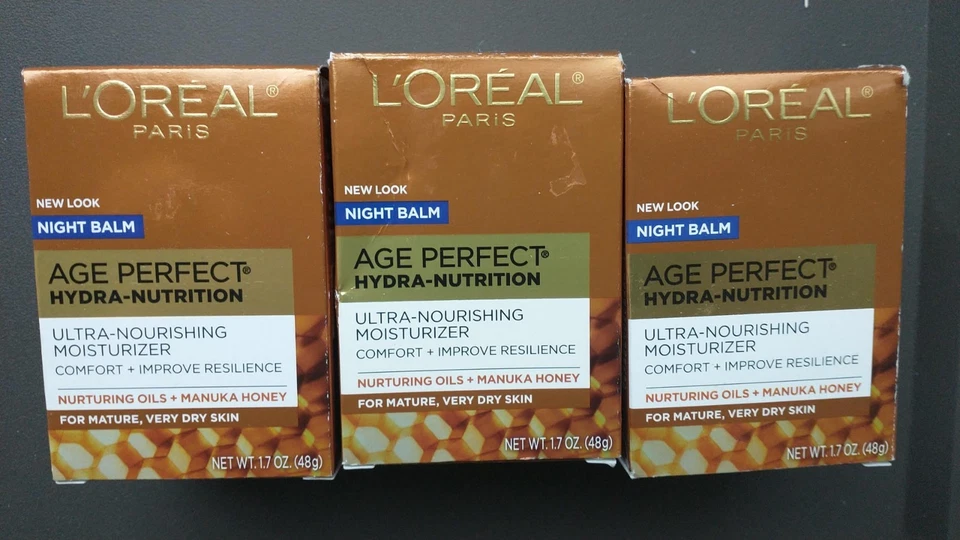 L'ORÉAL®
PARIS
NEW LOOK
NIGHT BALM
AGE PERFECT®
HYDRA-NUTRITION
ULTRA-NOURISHING
MOISTURIZER
COMFORT + IMPROVE RESILIENCE
NURTURING OILS + MANUKA HONEY
FOR MATURE, VERY DRY SKIN
NET WT. 1.7 OZ. (48g)
L'ORÉAL®
PARIS
NEW LOOK
NIGHT BALM
AGE PERFECT®
HYDRA-NUTRITION
ULTRA-NOURISHING
MOISTURIZER
COMFORT + IMPROVE RESILIENCE
NURTURING OILS + MANUKA HONEY
FOR MATURE, VERY DRY SKIN
NET WT. 1.7 OZ. (48g)
L'ORÉAL®
PARIS
NEW LOOK
NIGHT BALM
AGE PERFECT®
HYDRA-NUTRITION
ULTRA-NOURISHING
MOISTURIZER
COMFORT + IMPROVE RESILIENCE
NURTURING OILS + MANUKA HONEY
FOR MATURE, VERY DRY SKIN
NET WT. 1.7 OZ. (48g)